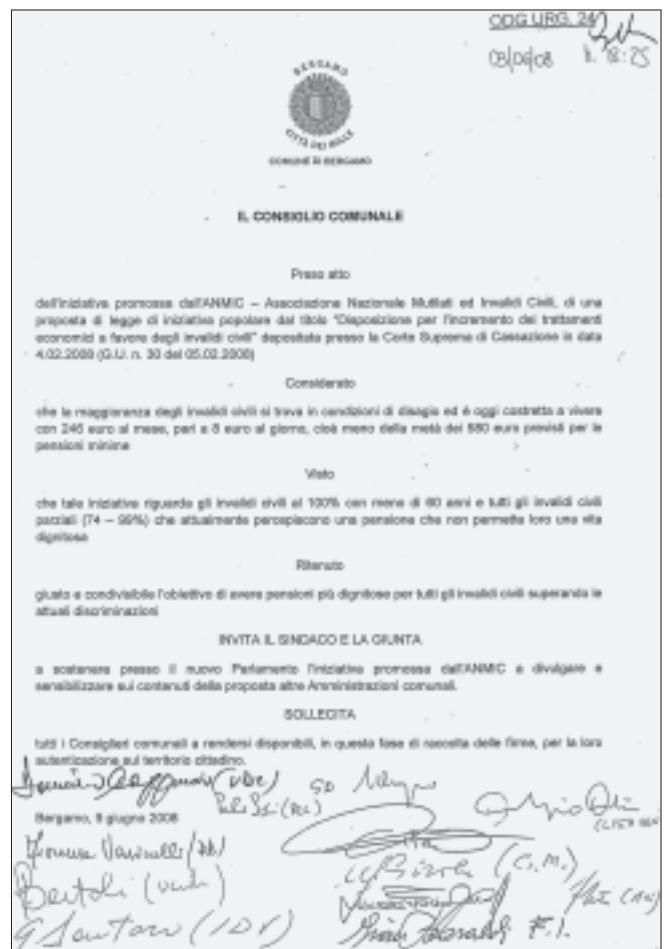 ODG URG. 24
09/06/08 h. 18:25
BERGAMO
CITTÀ DEI MILLE
COMUNE DI BERGAMO
IL CONSIGLIO COMUNALE
Preso atto
dell'iniziativa promossa dall'ANMIC – Associazione Nazionale Mutilati ed Invalidi Civili, di una
proposta di legge di iniziativa popolare dal titolo "Disposizione per l'incremento dei trattamenti
economici a favore degli invalidi civili" depositata presso la Corte Suprema di Cassazione in data
4.02.2008 (G.U. n. 30 del 05.02.2008)
Considerato
che la maggioranza degli invalidi civili si trova in condizioni di disagio ed è oggi costretta a vivere
con 246 euro al mese, pari a 8 euro al giorno, cioè meno della metà dei 580 euro previsti per le
pensioni minime
Visto
che tale iniziativa riguarda gli invalidi civili al 100% con meno di 60 anni e tutti gli invalidi civili
parziali (74 – 99%) che attualmente percepiscono una pensione che non permette loro una vita
dignitosa
Ritenuto
giusto e condivisibile l'obiettivo di avere pensioni più dignitose per tutti gli invalidi civili superando le
attuali discriminazioni
INVITA IL SINDACO E LA GIUNTA
a sostenere presso il nuovo Parlamento l'iniziativa promossa dall'ANMIC a divulgare e
sensibilizzare sui contenuti della proposta altre Amministrazioni comunali.
SOLLECITA
tutti i Consiglieri comunali a rendersi disponibili, in questa fase di raccolta delle firme, per la loro
autenticazione sul territorio cittadino.
(UDC) SD
Bergamo, 9 giugno 2008
Bertoli (Verdi)
G Santoro (IDV) F.I.